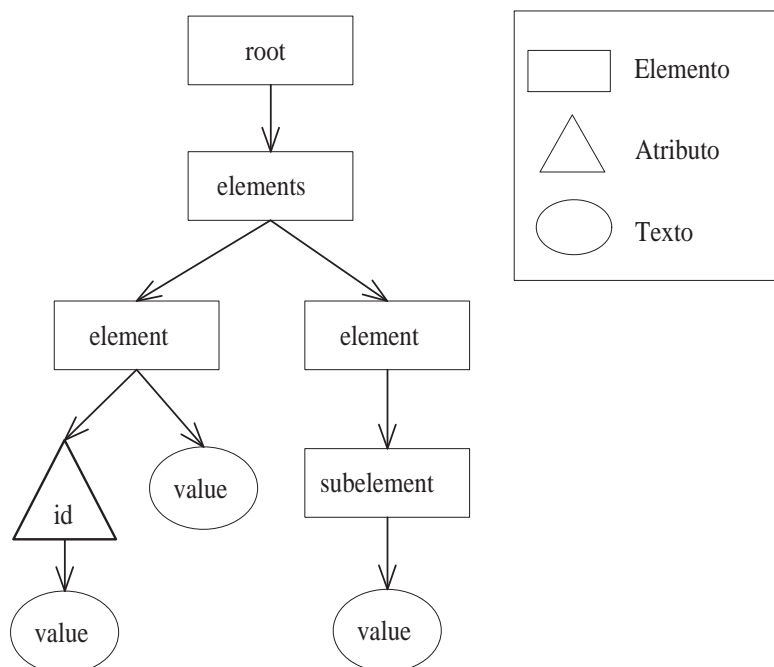 root
elements
element
element
id
value
subelement
value
value
Elemento
Atributo
Texto